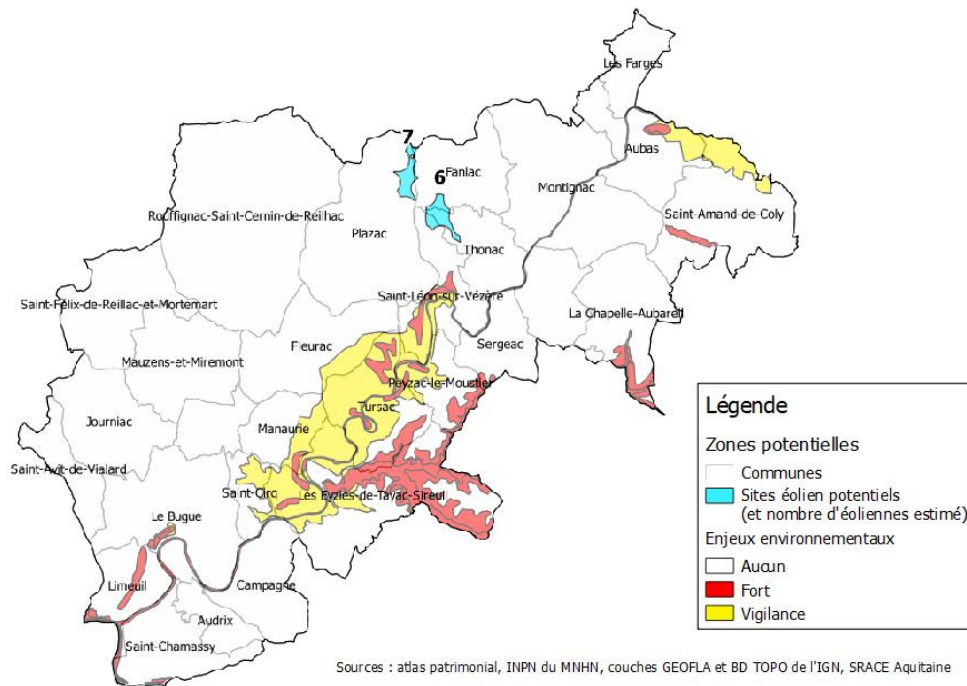 Les Farges
7
Aubas
6
Fanlac
Montignac
Rouffignac-Saint-Cernin-de-Reilhac
Saint-Amand-de-Coly
Plazac
Thonac
Saint-Léon-sur-Vézère
Saint-Félix-de-Reillac-et-Mortemart
La Chapelle-Aubareil
Fleurac
Sergeac
Mauzens-et-Miremont
Peyzac-le-Moustier
Tursac
Journiac
Manaurie
Saint-Avit-de-Vialard
Saint-Cirq
Les Eyzies-de-Tayac-Sireuil
Le Bugue
Limeuil
Campagne
Audrix
Saint-Chamassy
Légende
Zones potentielles
Communes
Sites éolien potentiels
(et nombre d'éoliennes estimé)
Enjeux environnementaux
Aucun
Fort
Vigilance
Sources : atlas patrimonial, INPN du MNHN, couches GEOFLA et BD TOPO de l'IGN, SRACE Aquitaine